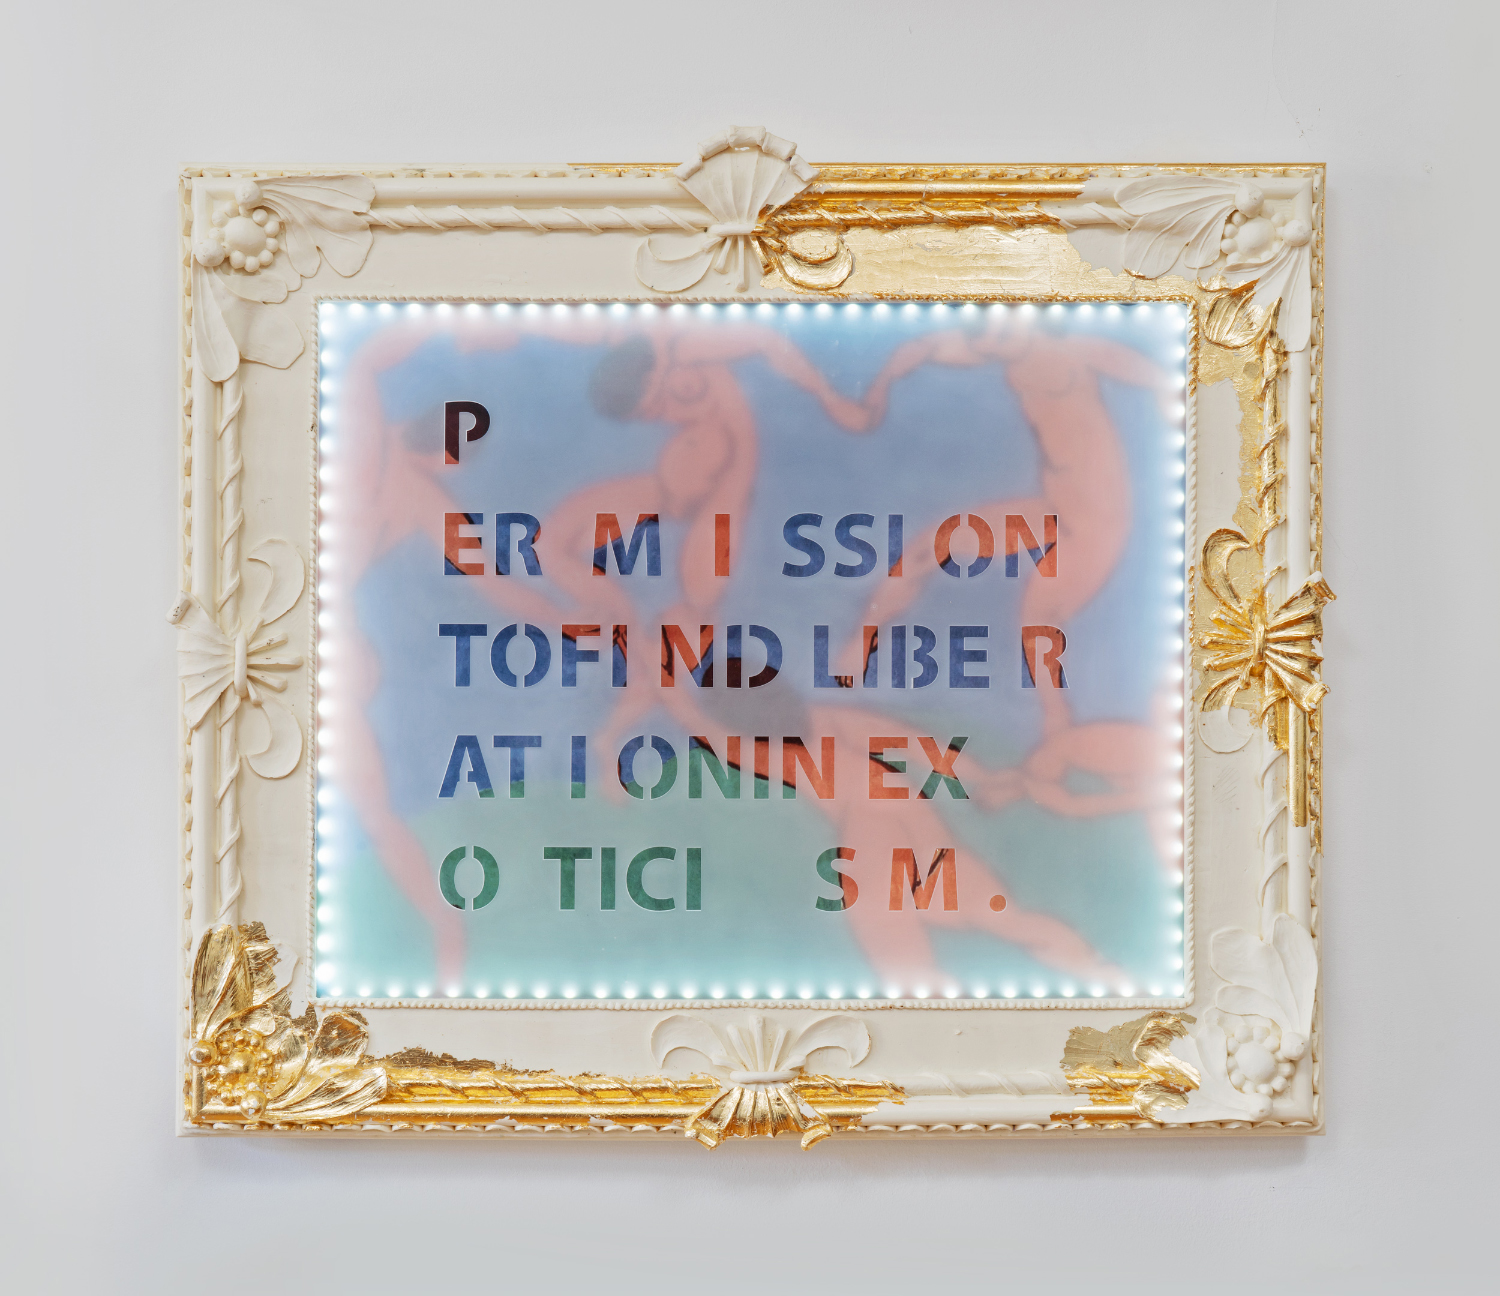 P
ER M I SSI ON
TOFI ND LIBE R
AT I ONIN EX
O TICI S M .